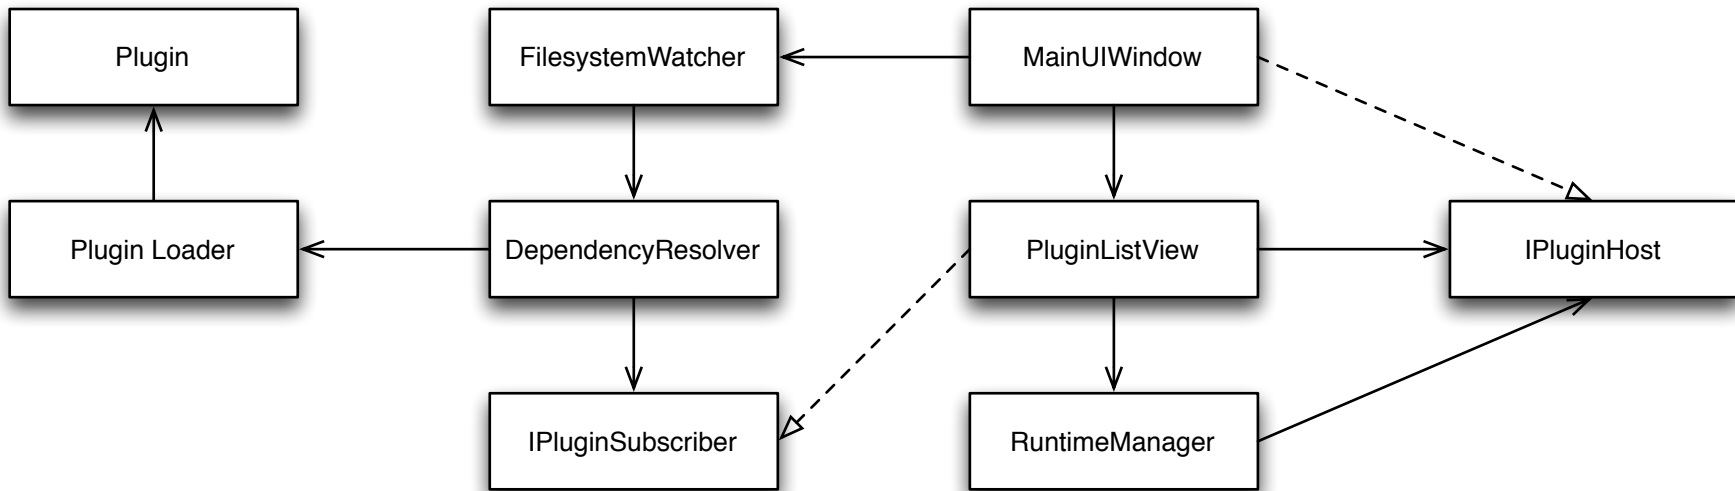 Plugin
FilesystemWatcher
MainUIWindow
Plugin Loader
DependencyResolver
PluginListView
IPluginHost
IPluginSubscriber
RuntimeManager